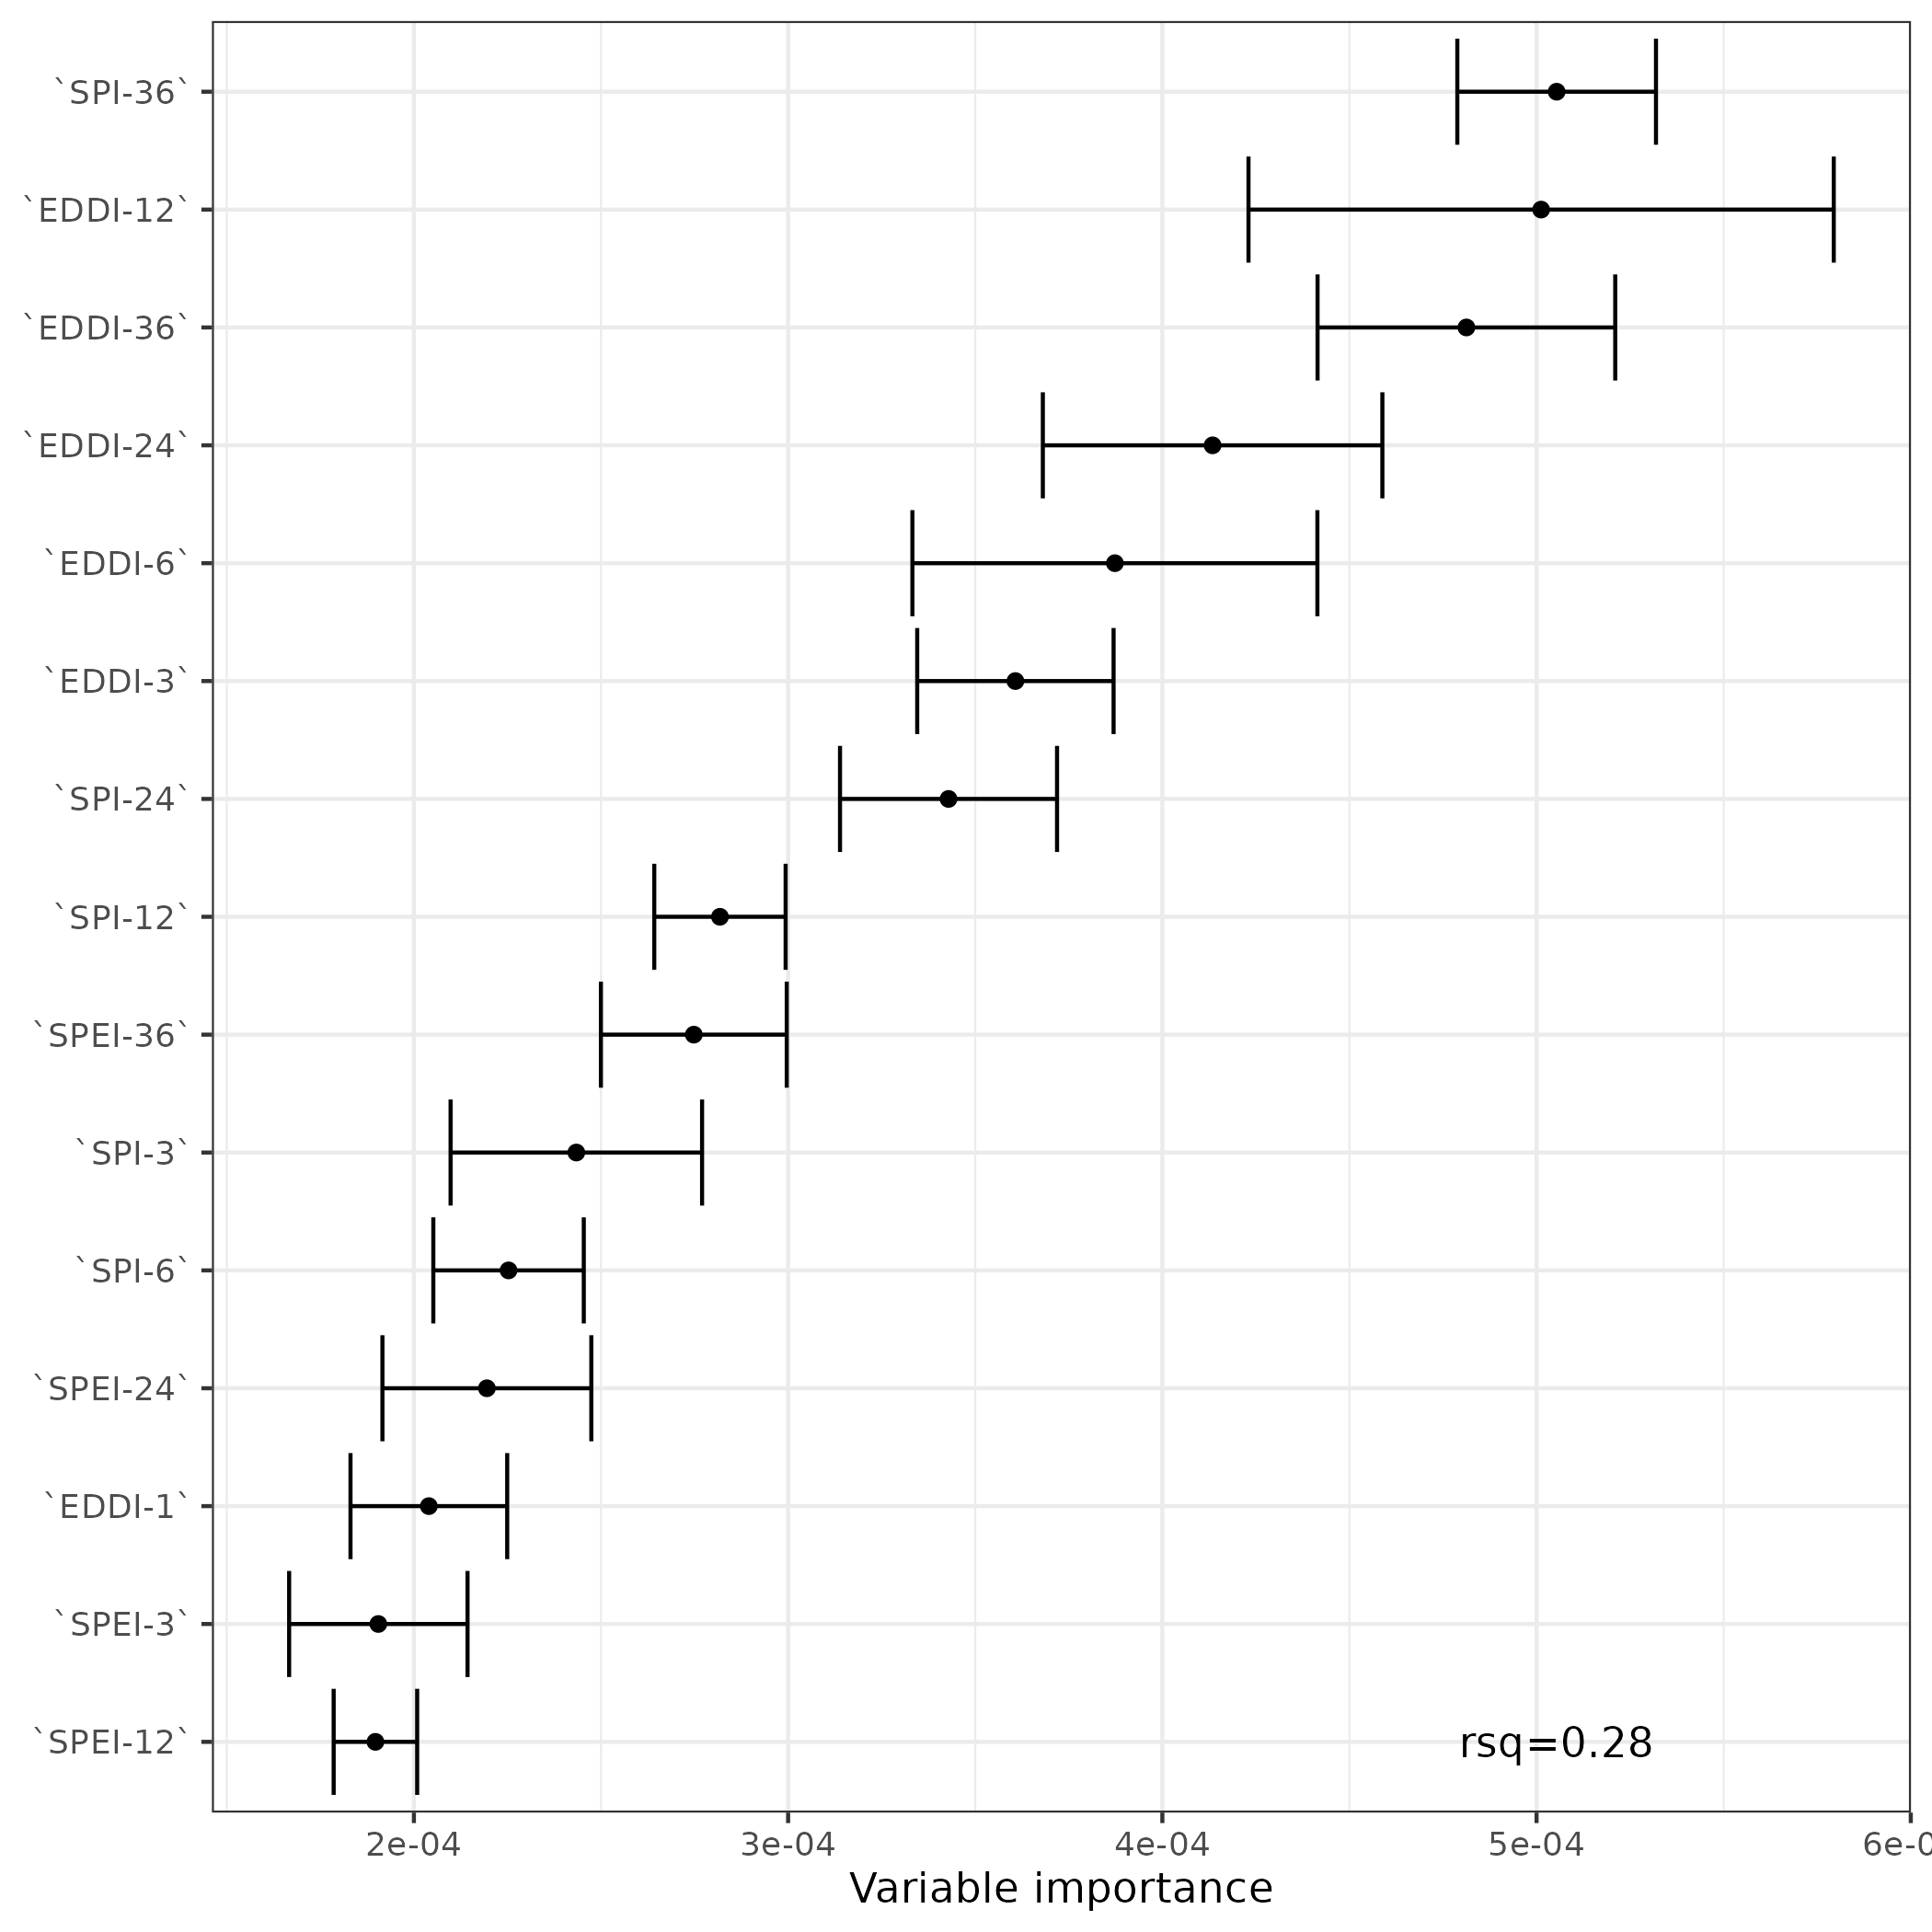 `SPI-36`
`EDDI-12`
`EDDI-36`
`EDDI-24`
`EDDI-6`
`EDDI-3`
`SPI-24`
`SPI-12`
`SPEI-36`
`SPI-3`
`SPI-6`
`SPEI-24`
`EDDI-1`
`SPEI-3`
`SPEI-12`
rsq=0.28
2e-04 3e-04 4e-04 5e-04 6e-0
Variable importance